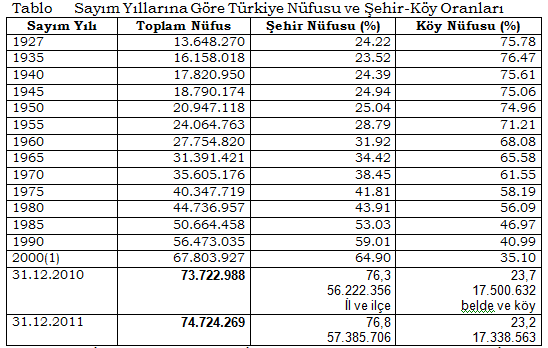 Tablo Sayım Yıllarına Göre Türkiye Nüfusu ve Şehir-Köy Oranları
Sayım Yılı Toplam Nüfus Şehir Nüfusu (%) Köy Nüfusu (%)
1927 13.648.270 24.22 75.78
1935 16.158.018 23.52 76.47
1940 17.820.950 24.39 75.61
1945 18.790.174 24.94 75.06
1950 20.947.118 25.04 74.96
1955 24.064.763 28.79 71.21
1960 27.754.820 31.92 68.08
1965 31.391.421 34.42 65.58
1970 35.605.176 38.45 61.55
1975 40.347.719 41.81 58.19
1980 44.736.957 43.91 56.09
1985 50.664.458 53.03 46.97
1990 56.473.035 59.01 40.99
2000(1) 67.803.927 64.90 35.10
31.12.2010 73.722.988 76,3 23,7
56.222.356 17.500.632
İl ve ilçe belde ve köy
31.12.2011 74.724.269 76,8 23,2
57.385.706 17.338.563